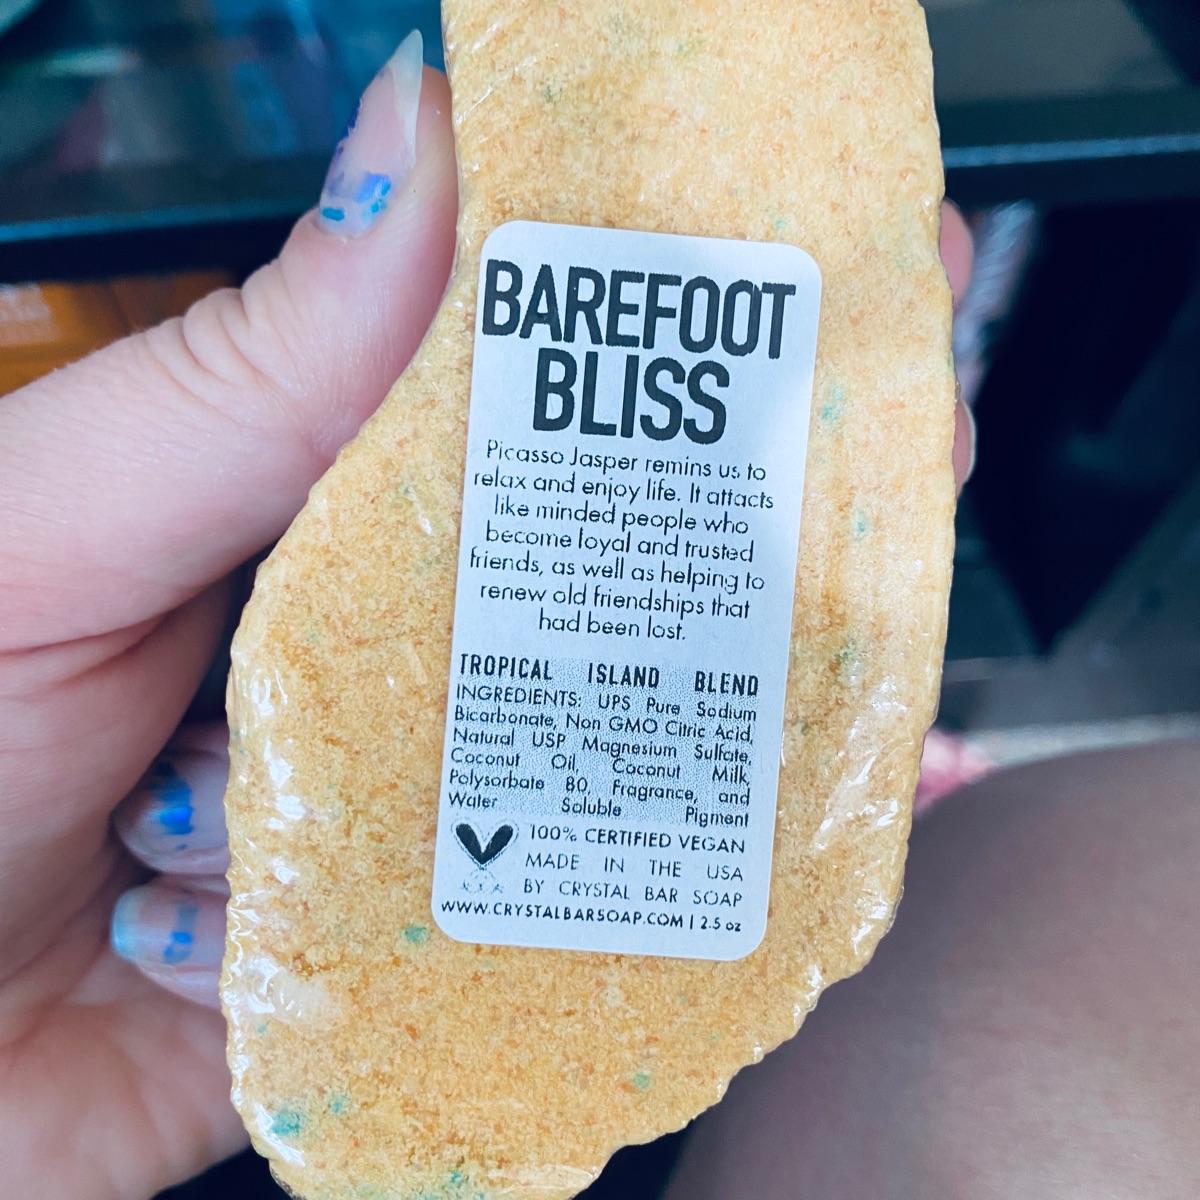 BAREFOOT
BLISS
Picasso Jasper remins us to
relax and enjoy life. It attacts
like minded people who
become loyal and trusted
friends, as well as helping to
renew old friendships that
had been lost.
TROPICAL ISLAND BLEND
INGREDIENTS: UPS Pure Sodium
Bicarbonate, Non GMO Citric Acid,
Natural USP Magnesium Sulfate,
Coconut Oil, Coconut Milk,
Polysorbate 80, Fragrance, and
Water Soluble Pigment
100% CERTIFIED VEGAN
MADE IN THE USA
BY CRYSTAL BAR SOAP
WWW.CRYSTALBARSOAP.COM | 2.5 oz